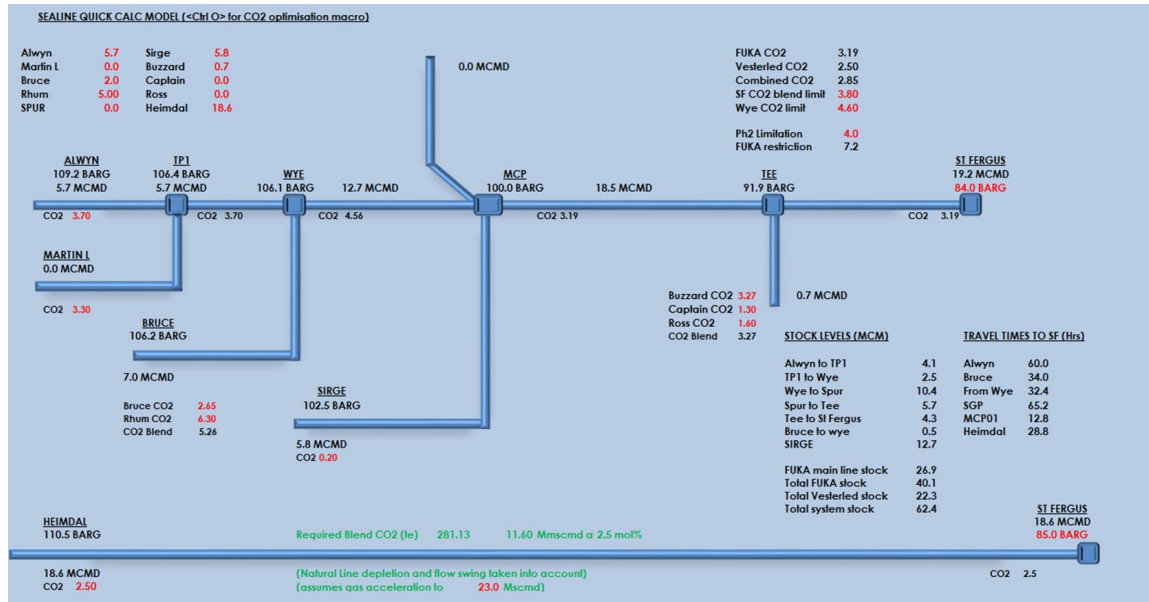 SEALINE QUICK CALC MODEL (<Ctrl O> for CO2 optimisation macro)
Alwyn 5.7 Sirge 5.8
Martin L 0.0 Buzzard 0.7
Bruce 2.0 Captain 0.0
Rhum 5.00 Ross 0.0
SPUR 0.0 Heimdal 18.6
0.0 MCMD
FUKA CO2 3.19
Vesterled CO2 2.50
Combined CO2 2.85
SF CO2 blend limit 3.80
Wye CO2 limit 4.60
Ph2 Limitation 4.0
FUKA restriction 7.2
ALWYN
109.2 BARG
5.7 MCMD
TP1
106.4 BARG
5.7 MCMD
WYE
106.1 BARG
12.7 MCMD
MCP
100.0 BARG
18.5 MCMD
TEE
91.9 BARG
ST FERGUS
19.2 MCMD
84.0 BARG
CO2 3.70
CO2 3.70
CO2 4.56
CO2 3.19
CO2 3.19
MARTIN L
0.0 MCMD
CO2 3.30
BRUCE
106.2 BARG
7.0 MCMD
Bruce CO2 2.65
Rhum CO2 6.30
CO2 Blend 5.26
SIRGE
102.5 BARG
5.8 MCMD
CO2 0.20
Buzzard CO2 3.27
Captain CO2 1.30
Ross CO2 1.60
CO2 Blend 3.27
0.7 MCMD
STOCK LEVELS (MCM)
Alwyn to TP1 4.1
TP1 to Wye 2.5
Wye to Spur 10.4
Spur to Tee 5.7
Tee to St Fergus 4.3
Bruce to wye 0.5
SIRGE 12.7
FUKA main line stock 26.9
Total FUKA stock 40.1
Total Vesterled stock 22.3
Total system stock 62.4
TRAVEL TIMES TO SF (Hrs)
Alwyn 60.0
Bruce 34.0
From Wye 32.4
SGP 65.2
MCP01 12.8
Heimdal 28.8
HEIMDAL
110.5 BARG
Required Blend CO2 (te) 281.13 11.60 Mmscmd a 2.5 mol%
ST FERGUS
18.6 MCMD
85.0 BARG
18.6 MCMD
CO2 2.50
(Natural Line depletion and flow swing taken into account)
(assumes gas acceleration to 23.0 Mscmd)
CO2 2.5